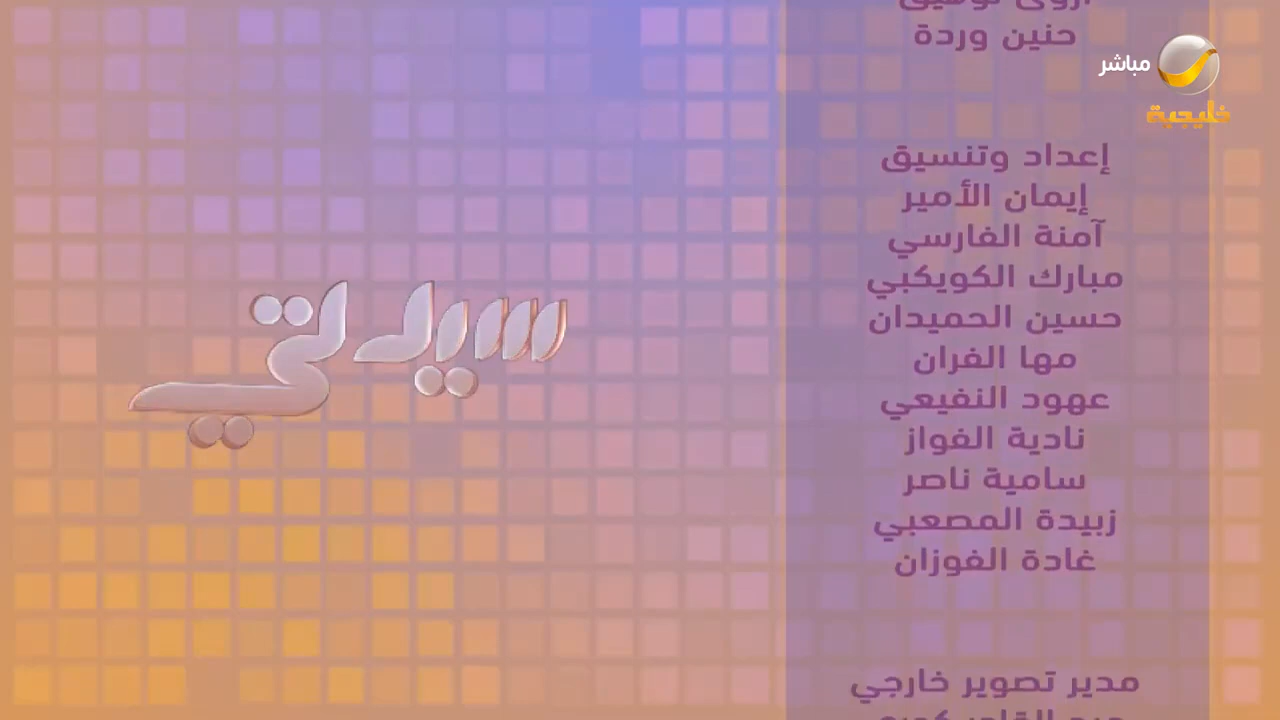 حنين وردة
مباشر
خليجية
إعداد وتنسيق
إيمان الأمير
آمنة الفارسي
مبارك الكويكبي
حسين الحميدان
مها الفران
عهود النفيعي
نادية الفواز
سامية ناصر
زبيدة المصعبي
غادة الفوزان
سيدتي
مدير تصوير خارجي